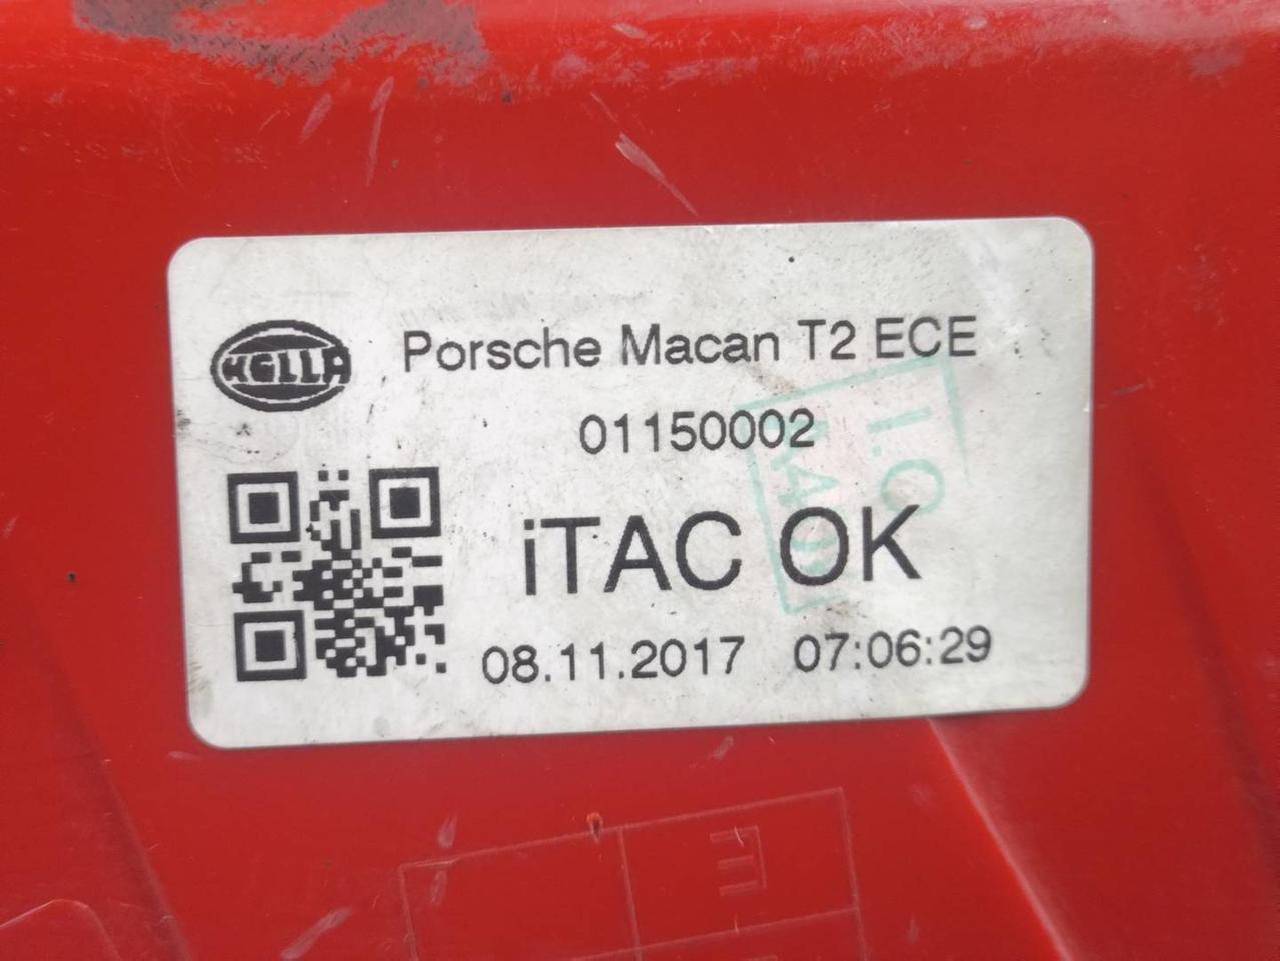 HELLA
Porsche Macan T2 ECE
01150002
iTAC OK
08.11.2017 07:06:29